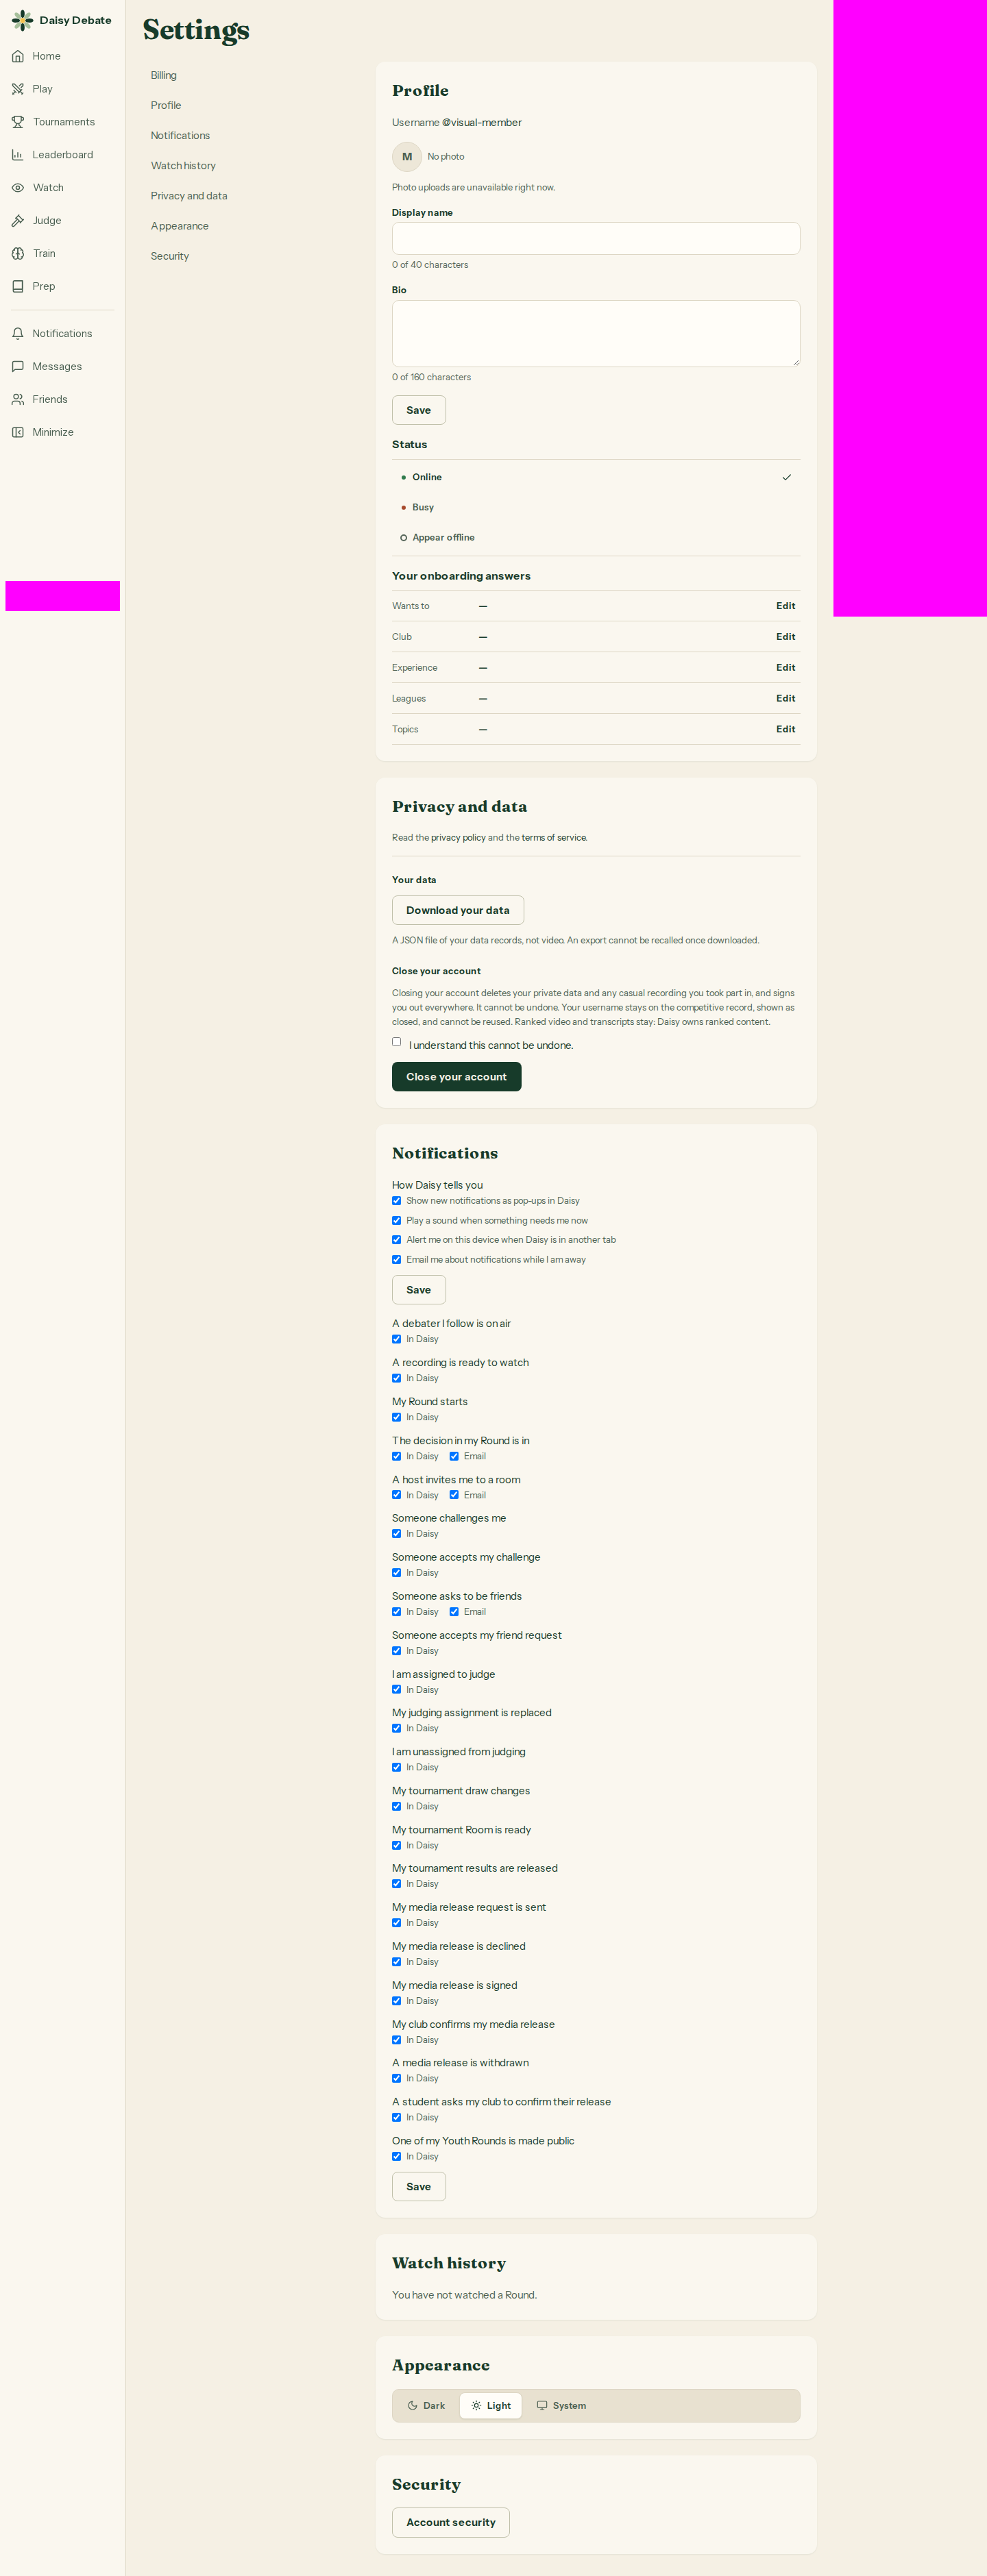 Daisy Debate
Home
Play
Tournaments
Leaderboard
Watch
Judge
Train
Prep
Notifications
Messages
Friends
Minimize
Settings
Billing
Profile
Notifications
Watch history
Privacy and data
Appearance
Security
Profile
Username @visual-member
M No photo
Photo uploads are unavailable right now.
Display name
0 of 40 characters
Bio
0 of 160 characters
Save
Status
Online
Busy
Appear offline
Your onboarding answers
Wants to — Edit
Club — Edit
Experience — Edit
Leagues — Edit
Topics — Edit
Privacy and data
Read the privacy policy and the terms of service.
Your data
Download your data
A JSON file of your data records, not video. An export cannot be recalled once downloaded.
Close your account
Closing your account deletes your private data and any casual recording you took part in, and signs
you out everywhere. It cannot be undone. Your username stays on the competitive record, shown as
closed, and cannot be reused. Ranked video and transcripts stay: Daisy owns ranked content.
I understand this cannot be undone.
Close your account
Notifications
How Daisy tells you
Show new notifications as pop-ups in Daisy
Play a sound when something needs me now
Alert me on this device when Daisy is in another tab
Email me about notifications while I am away
Save
A debater I follow is on air
In Daisy
A recording is ready to watch
In Daisy
My Round starts
In Daisy
The decision in my Round is in
In Daisy Email
A host invites me to a room
In Daisy Email
Someone challenges me
In Daisy
Someone accepts my challenge
In Daisy
Someone asks to be friends
In Daisy Email
Someone accepts my friend request
In Daisy
I am assigned to judge
In Daisy
My judging assignment is replaced
In Daisy
I am unassigned from judging
In Daisy
My tournament draw changes
In Daisy
My tournament Room is ready
In Daisy
My tournament results are released
In Daisy
My media release request is sent
In Daisy
My media release is declined
In Daisy
My media release is signed
In Daisy
My club confirms my media release
In Daisy
A media release is withdrawn
In Daisy
A student asks my club to confirm their release
In Daisy
One of my Youth Rounds is made public
In Daisy
Save
Watch history
You have not watched a Round.
Appearance
Dark Light System
Security
Account security